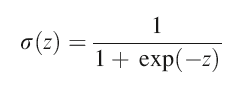 σ(z) = 1 / (1 + exp(−z))